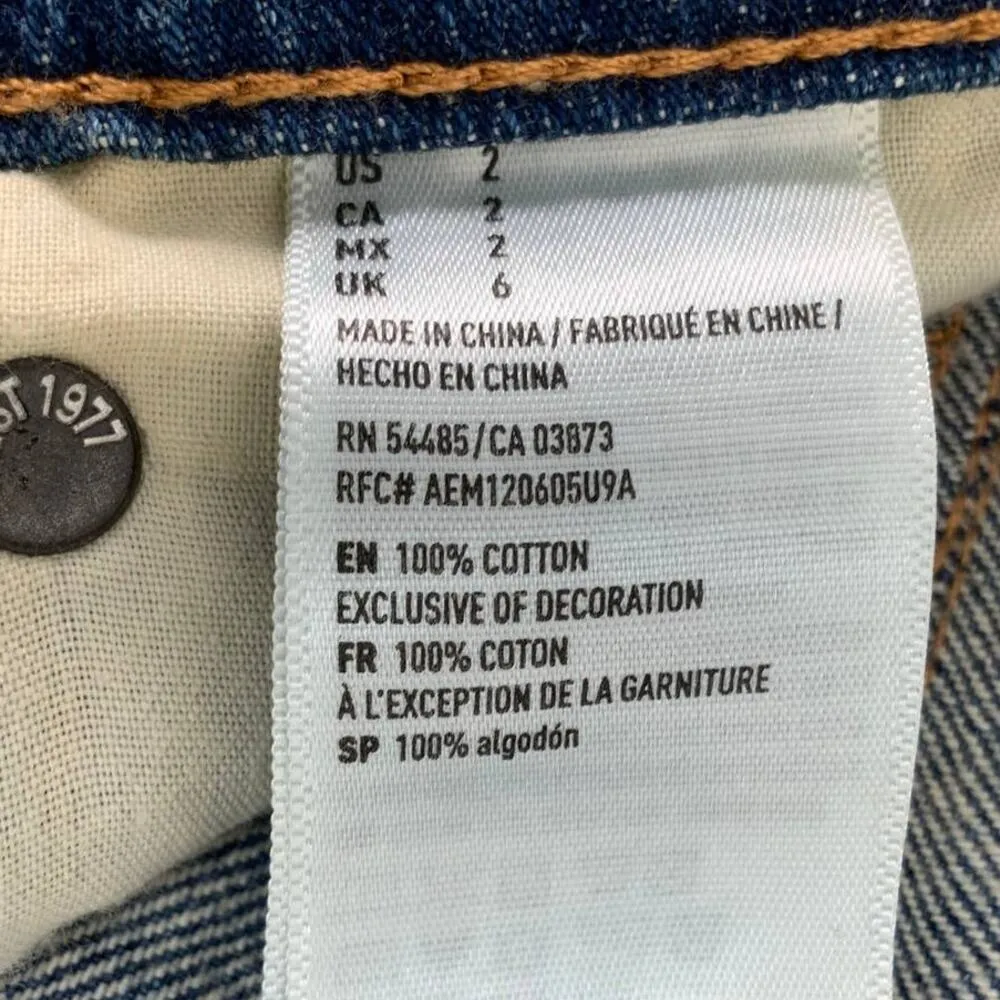 US 2
CA 2
MX 2
UK 6
MADE IN CHINA / FABRIQUÉ EN CHINE /
HECHO EN CHINA
RN 54485/CA 03873
RFC# AEM120605U9A
EN 100% COTTON
EXCLUSIVE OF DECORATION
FR 100% COTON
À L'EXCEPTION DE LA GARNITURE
SP 100% algodón
1977